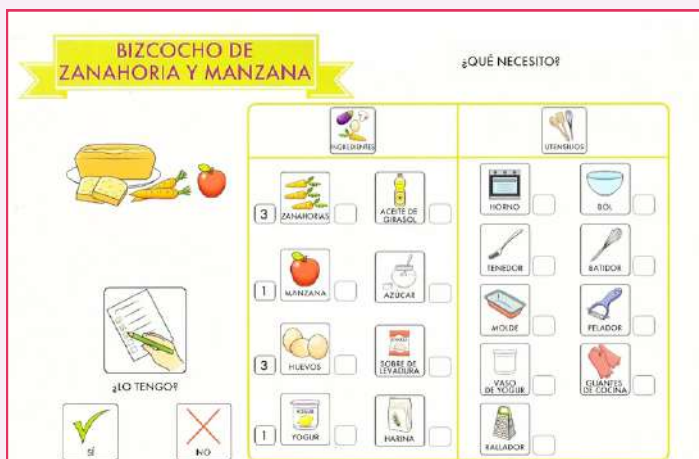 BIZCOCHO DE
ZANAHORIA Y MANZANA
¿QUÉ NECESITO?
INGREDIENTES
UTENSILIOS
3
ZANAHORIAS
ACEITE DE
GIRASOL
HORNO
BOL
TENEDOR
BATIDOR
1
MANZANA
AZÚCAR
MOLDE
PELADOR
3
HUEVOS
SOBRE DE
LEVADURA
VASO
DE YOGUR
GUANTES
DE COCINA
1
YOGUR
HARINA
RALLADOR
¿LO TENGO?
SÍ
NO